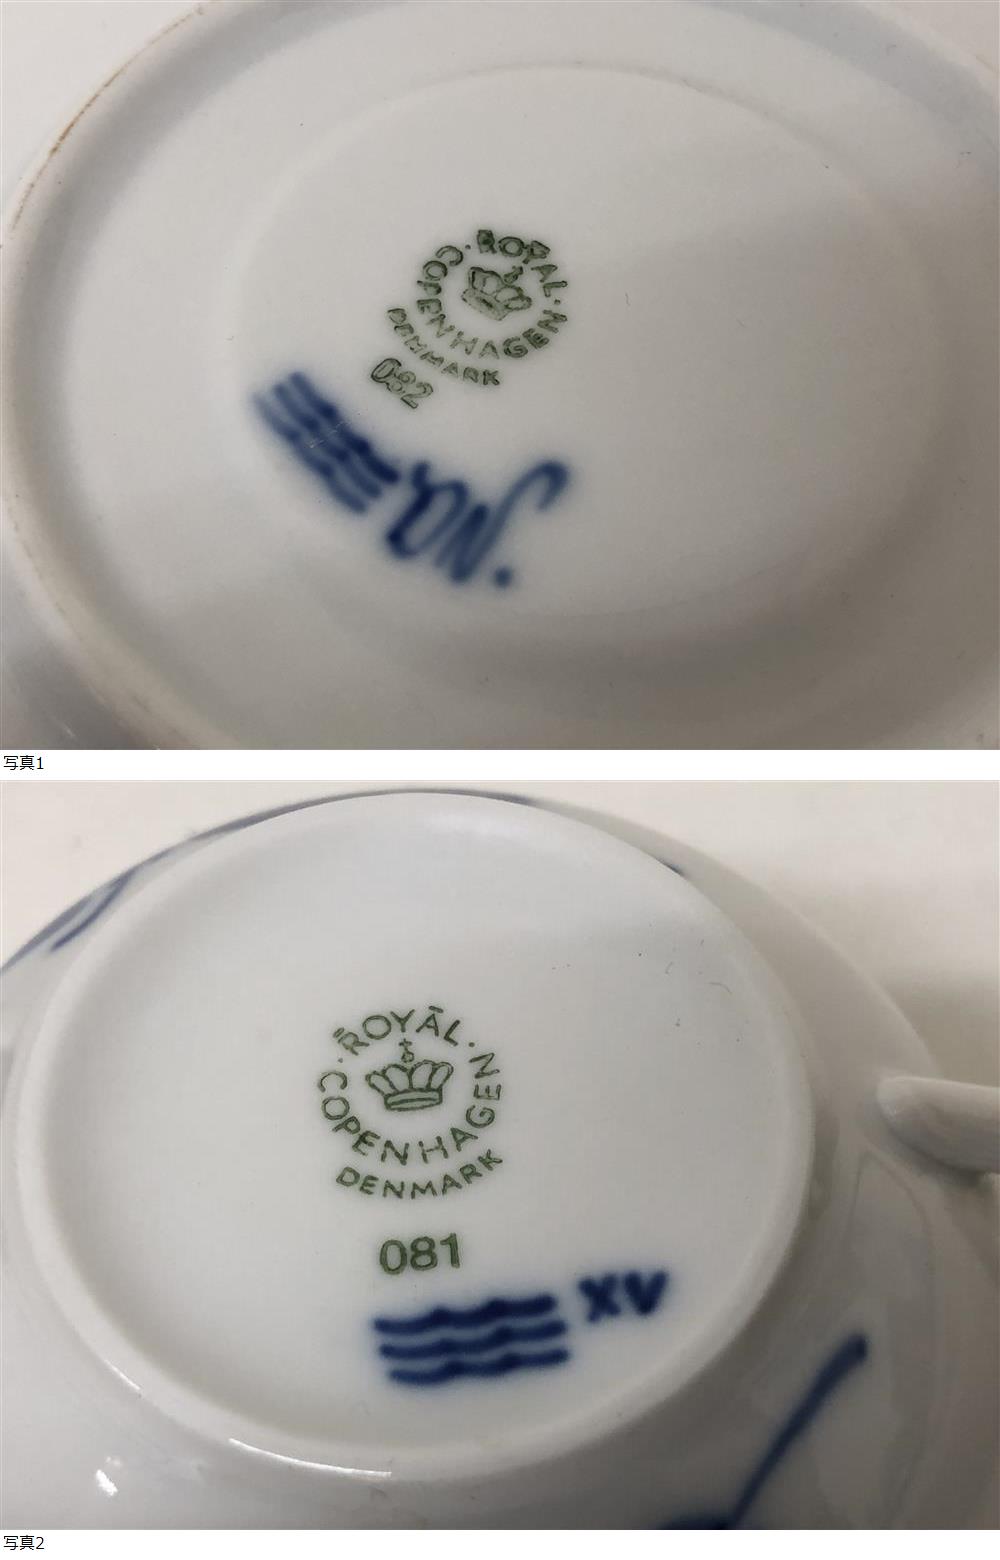 · ROYAL ·
COPENHAGEN
DENMARK
082
写真1
· ROYAL ·
COPENHAGEN
DENMARK
081
XV
写真2